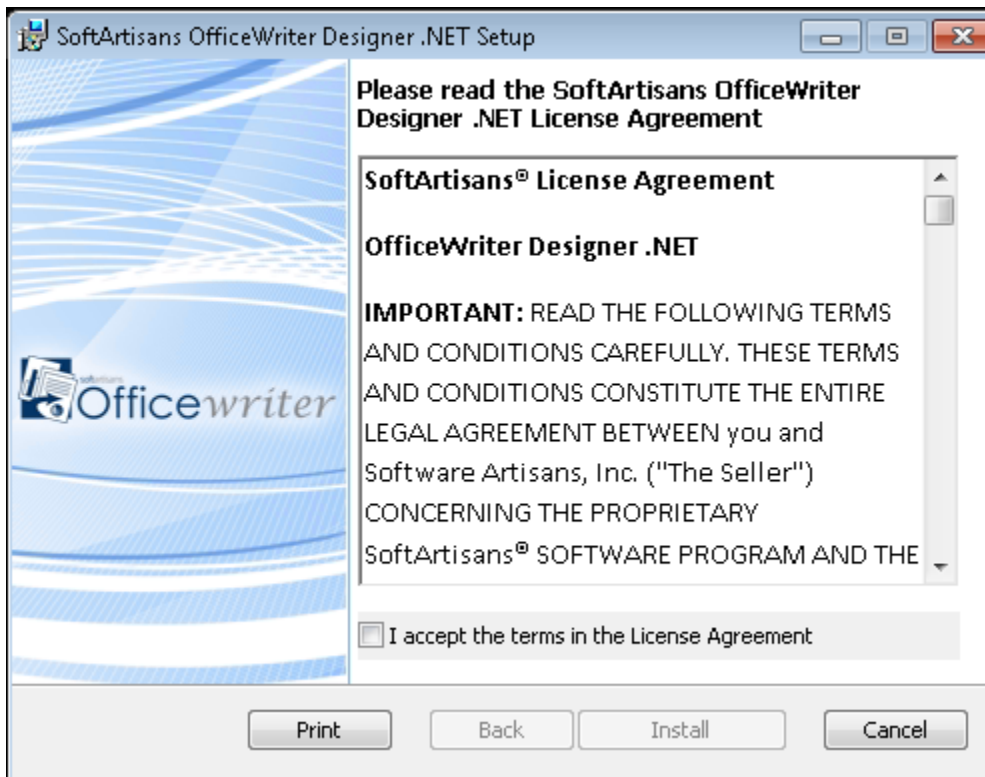 SoftArtisans OfficeWriter Designer .NET Setup
Please read the SoftArtisans OfficeWriter
Designer .NET License Agreement
SoftArtisans® License Agreement
OfficeWriter Designer .NET
IMPORTANT: READ THE FOLLOWING TERMS
AND CONDITIONS CAREFULLY. THESE TERMS
AND CONDITIONS CONSTITUTE THE ENTIRE
LEGAL AGREEMENT BETWEEN you and
Software Artisans, Inc. ("The Seller")
CONCERNING THE PROPRIETARY
SoftArtisans® SOFTWARE PROGRAM AND THE
softartisans
Officewriter
I accept the terms in the License Agreement
Print Back Install Cancel